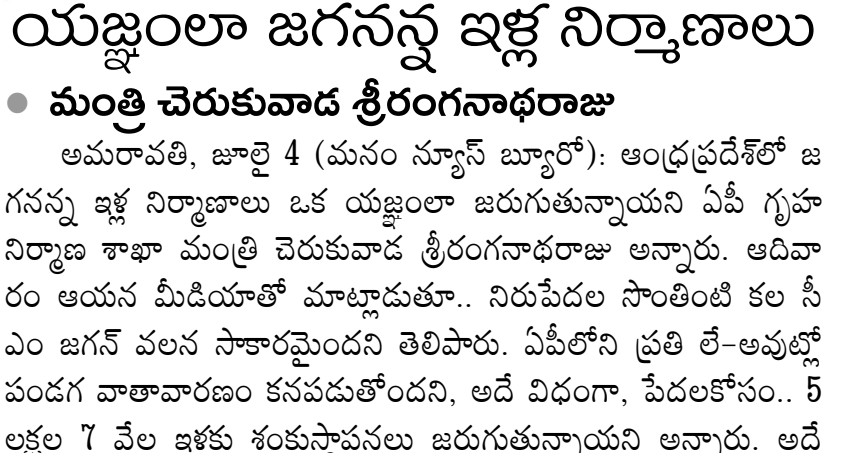 యజ్ఞంలా జగనన్న ఇళ్ల నిర్మాణాలు
● మంత్రి చెరుకువాడ శ్రీరంగనాథరాజు
అమరావతి, జూలై 4 (మనం న్యూస్ బ్యూరో): ఆంధ్రప్రదేశ్‌లో జ
గనన్న ఇళ్ల నిర్మాణాలు ఒక యజ్ఞంలా జరుగుతున్నాయని ఏపీ గృహ
నిర్మాణ శాఖా మంత్రి చెరుకువాడ శ్రీరంగనాథరాజు అన్నారు. ఆదివా
రం ఆయన మీడియాతో మాట్లాడుతూ.. నిరుపేదల సొంతింటి కల సీ
ఎం జగన్ వలన సాకారమైందని తెలిపారు. ఏపీలోని ప్రతి లే-అవుట్లో
పండగ వాతావారణం కనపడుతోందని, అదే విధంగా, పేదలకోసం.. 5
లక్షల 7 వేల ఇళ్లకు శంకుస్థాపనలు జరుగుతున్నాయని అన్నారు. అదే